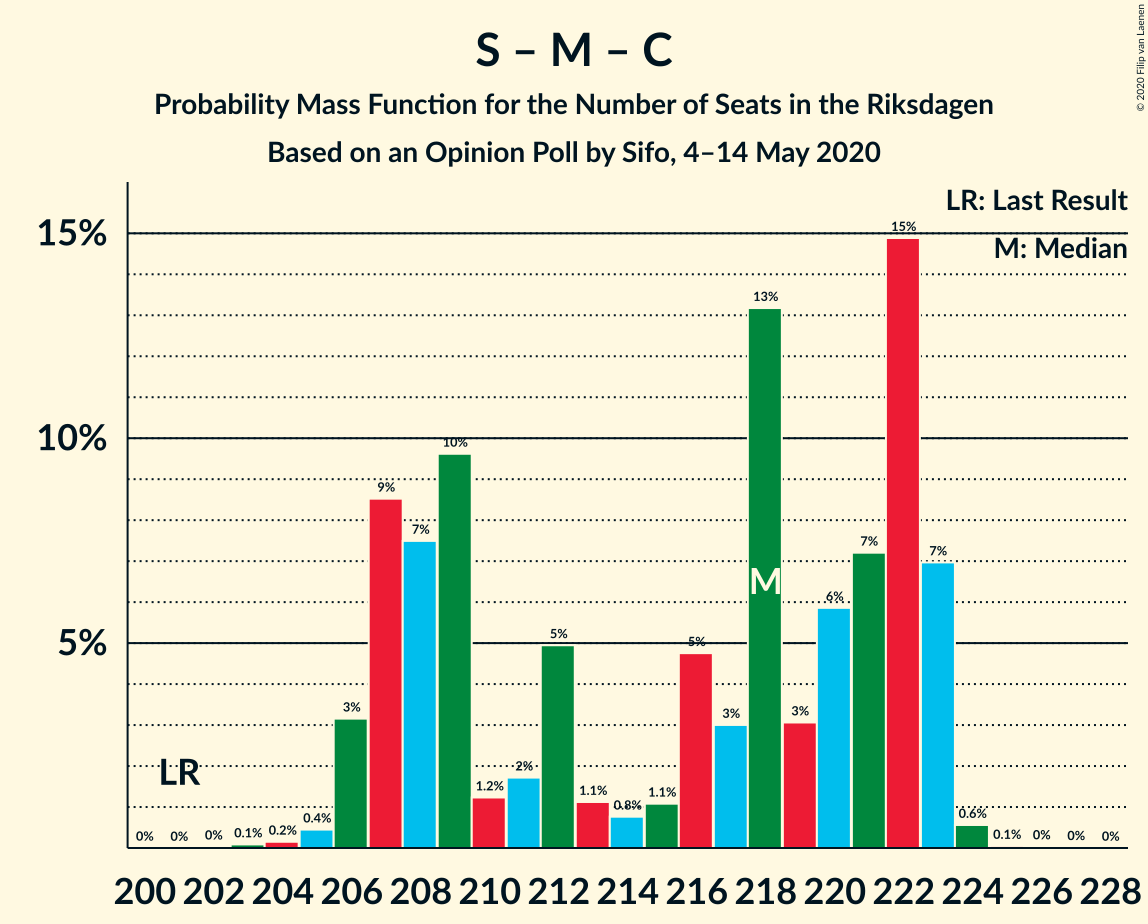 S – M – C
Probability Mass Function for the Number of Seats in the Riksdagen
Based on an Opinion Poll by Sifo, 4–14 May 2020
© 2020 Filip van Laenen
LR: Last Result
M: Median
15%
10%
5%
0% 0% 0% 0.1% 0.2% 0.4% 3% 9% 7% 10% 1.2% 2% 5% 1.1% 0.8% 1.1% 5% 3% 13% 3% 6% 7% 15% 7% 0.6% 0.1% 0% 0% 0%
LR
M
200 202 204 206 208 210 212 214 216 218 220 222 224 226 228